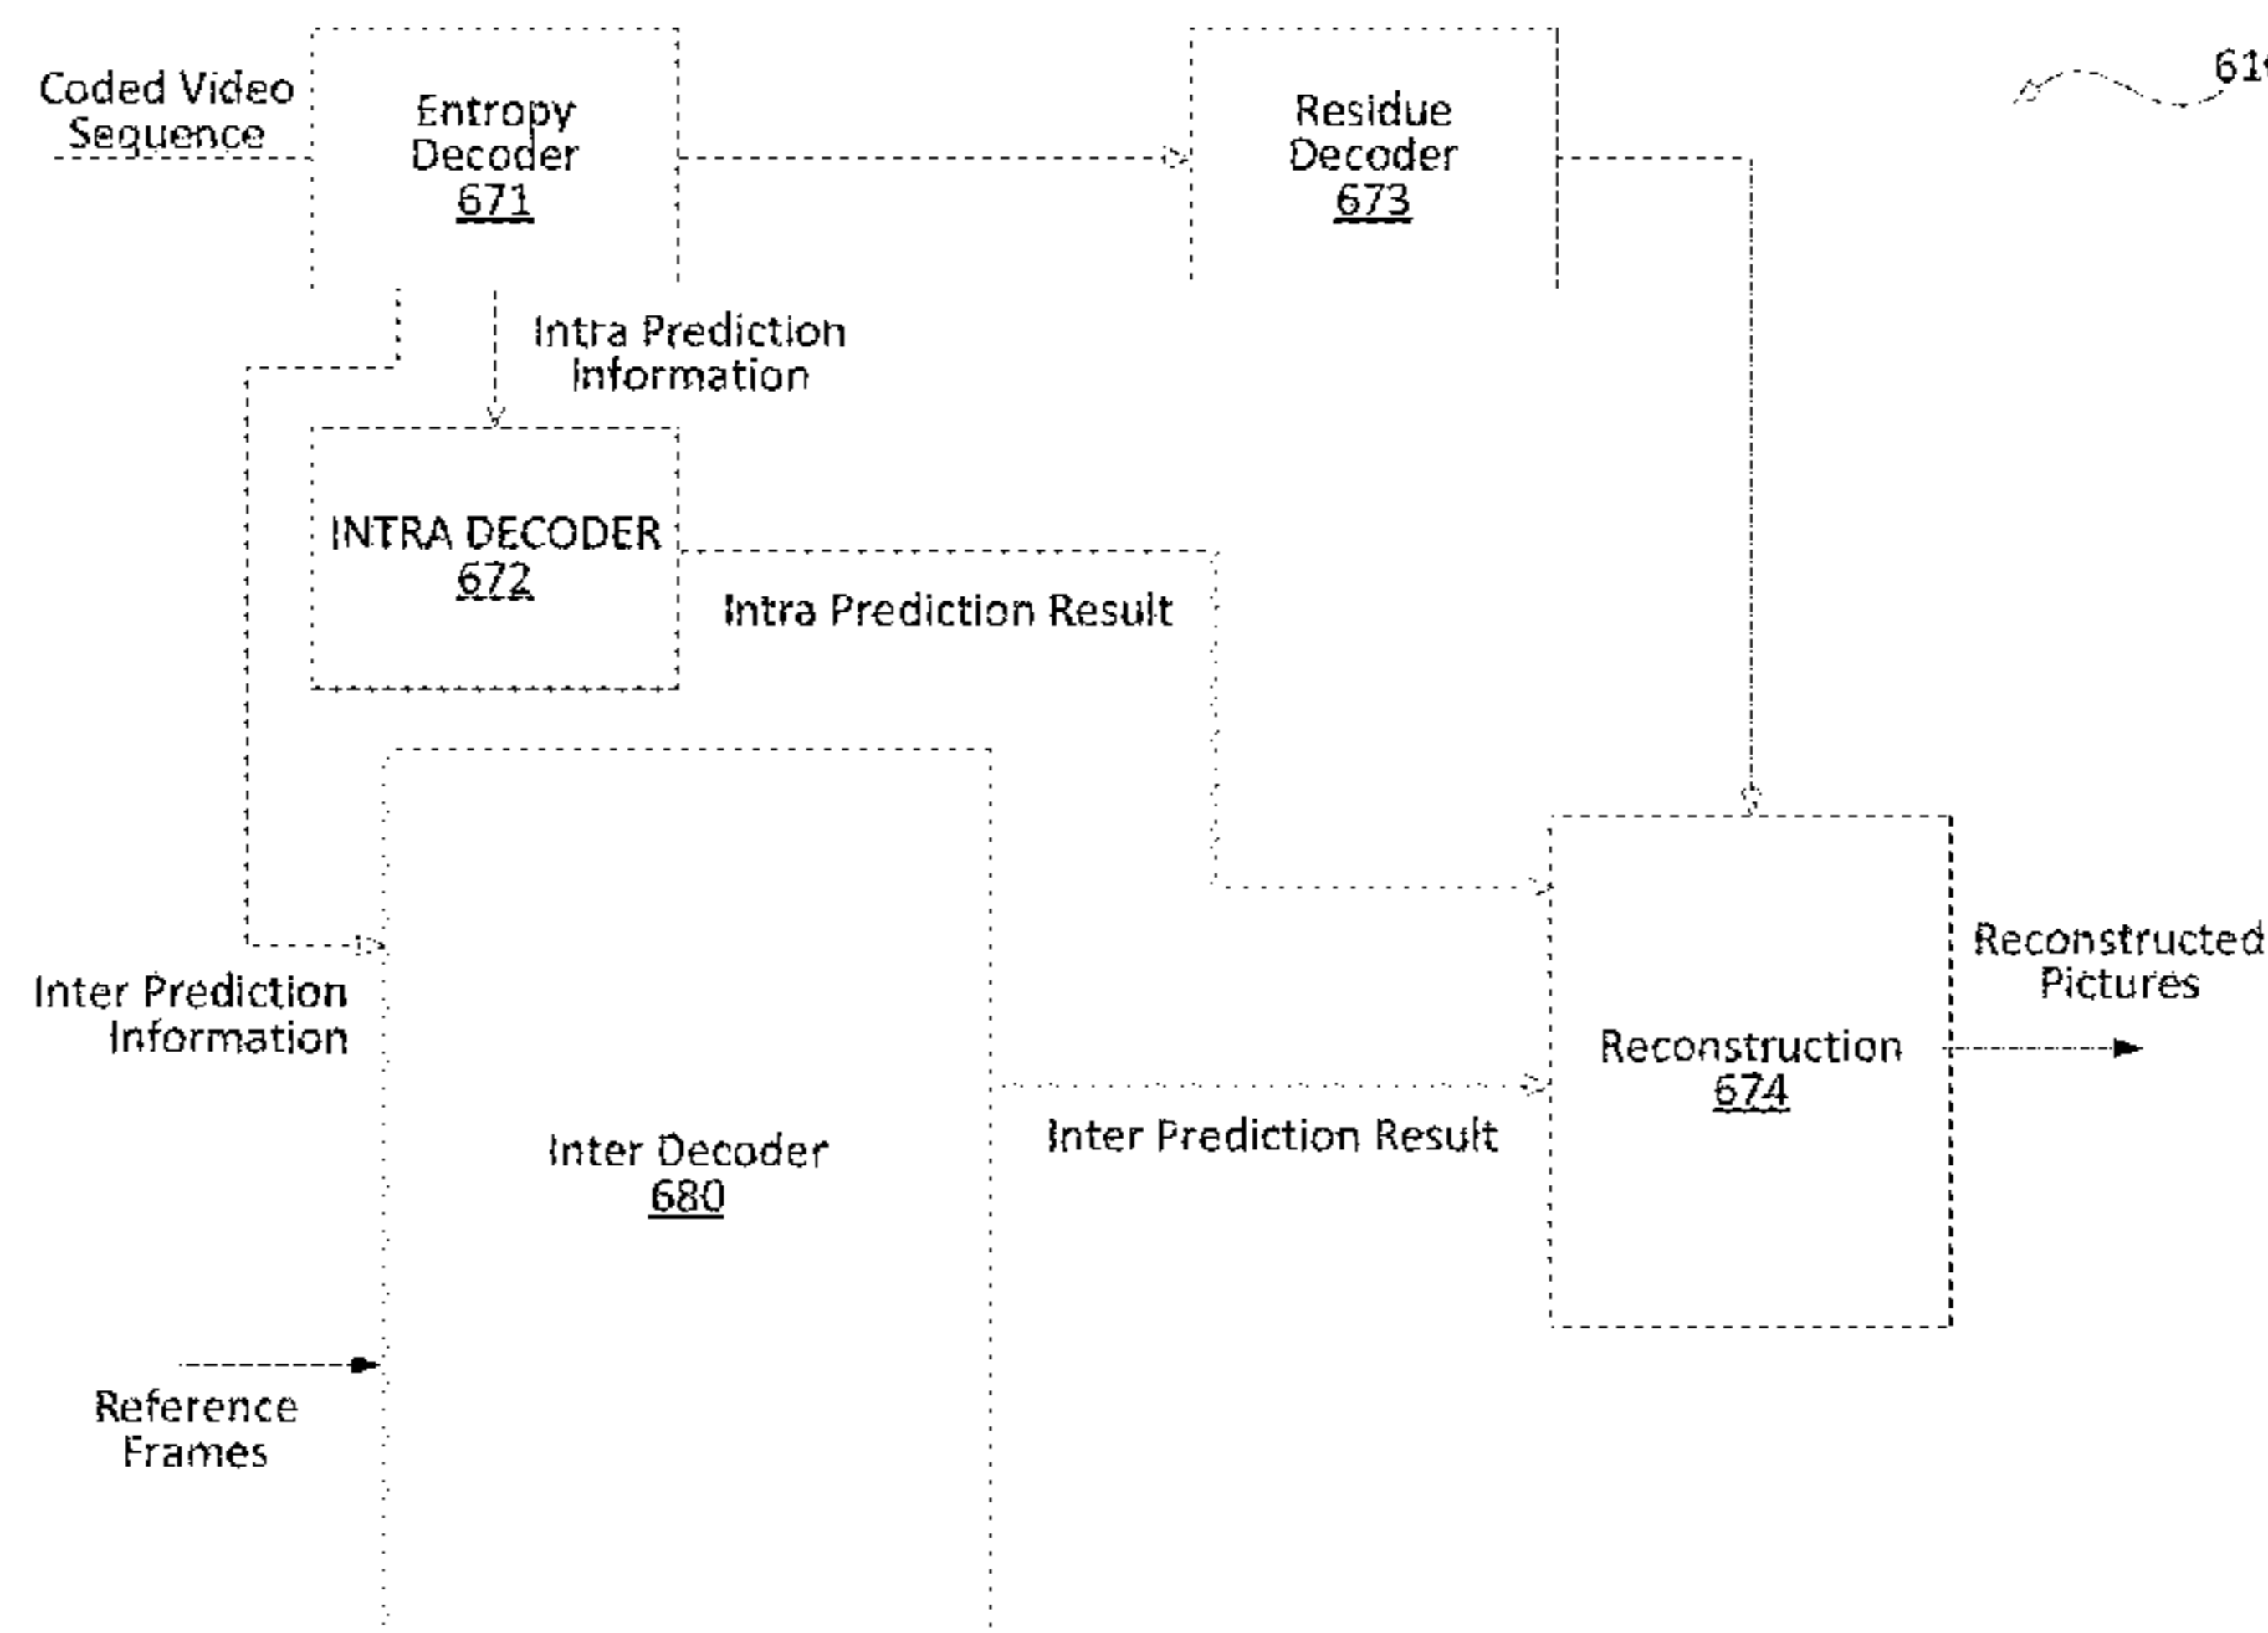 Coded Video
Sequence
Entropy
Decoder
671
Residue
Decoder
673
Intra Prediction
Information
INTRA DECODER
672
Intra Prediction Result
Inter Prediction
Information
Reconstructed
Pictures
Reconstruction
674
Inter Decoder
680
Inter Prediction Result
Reference
Frames